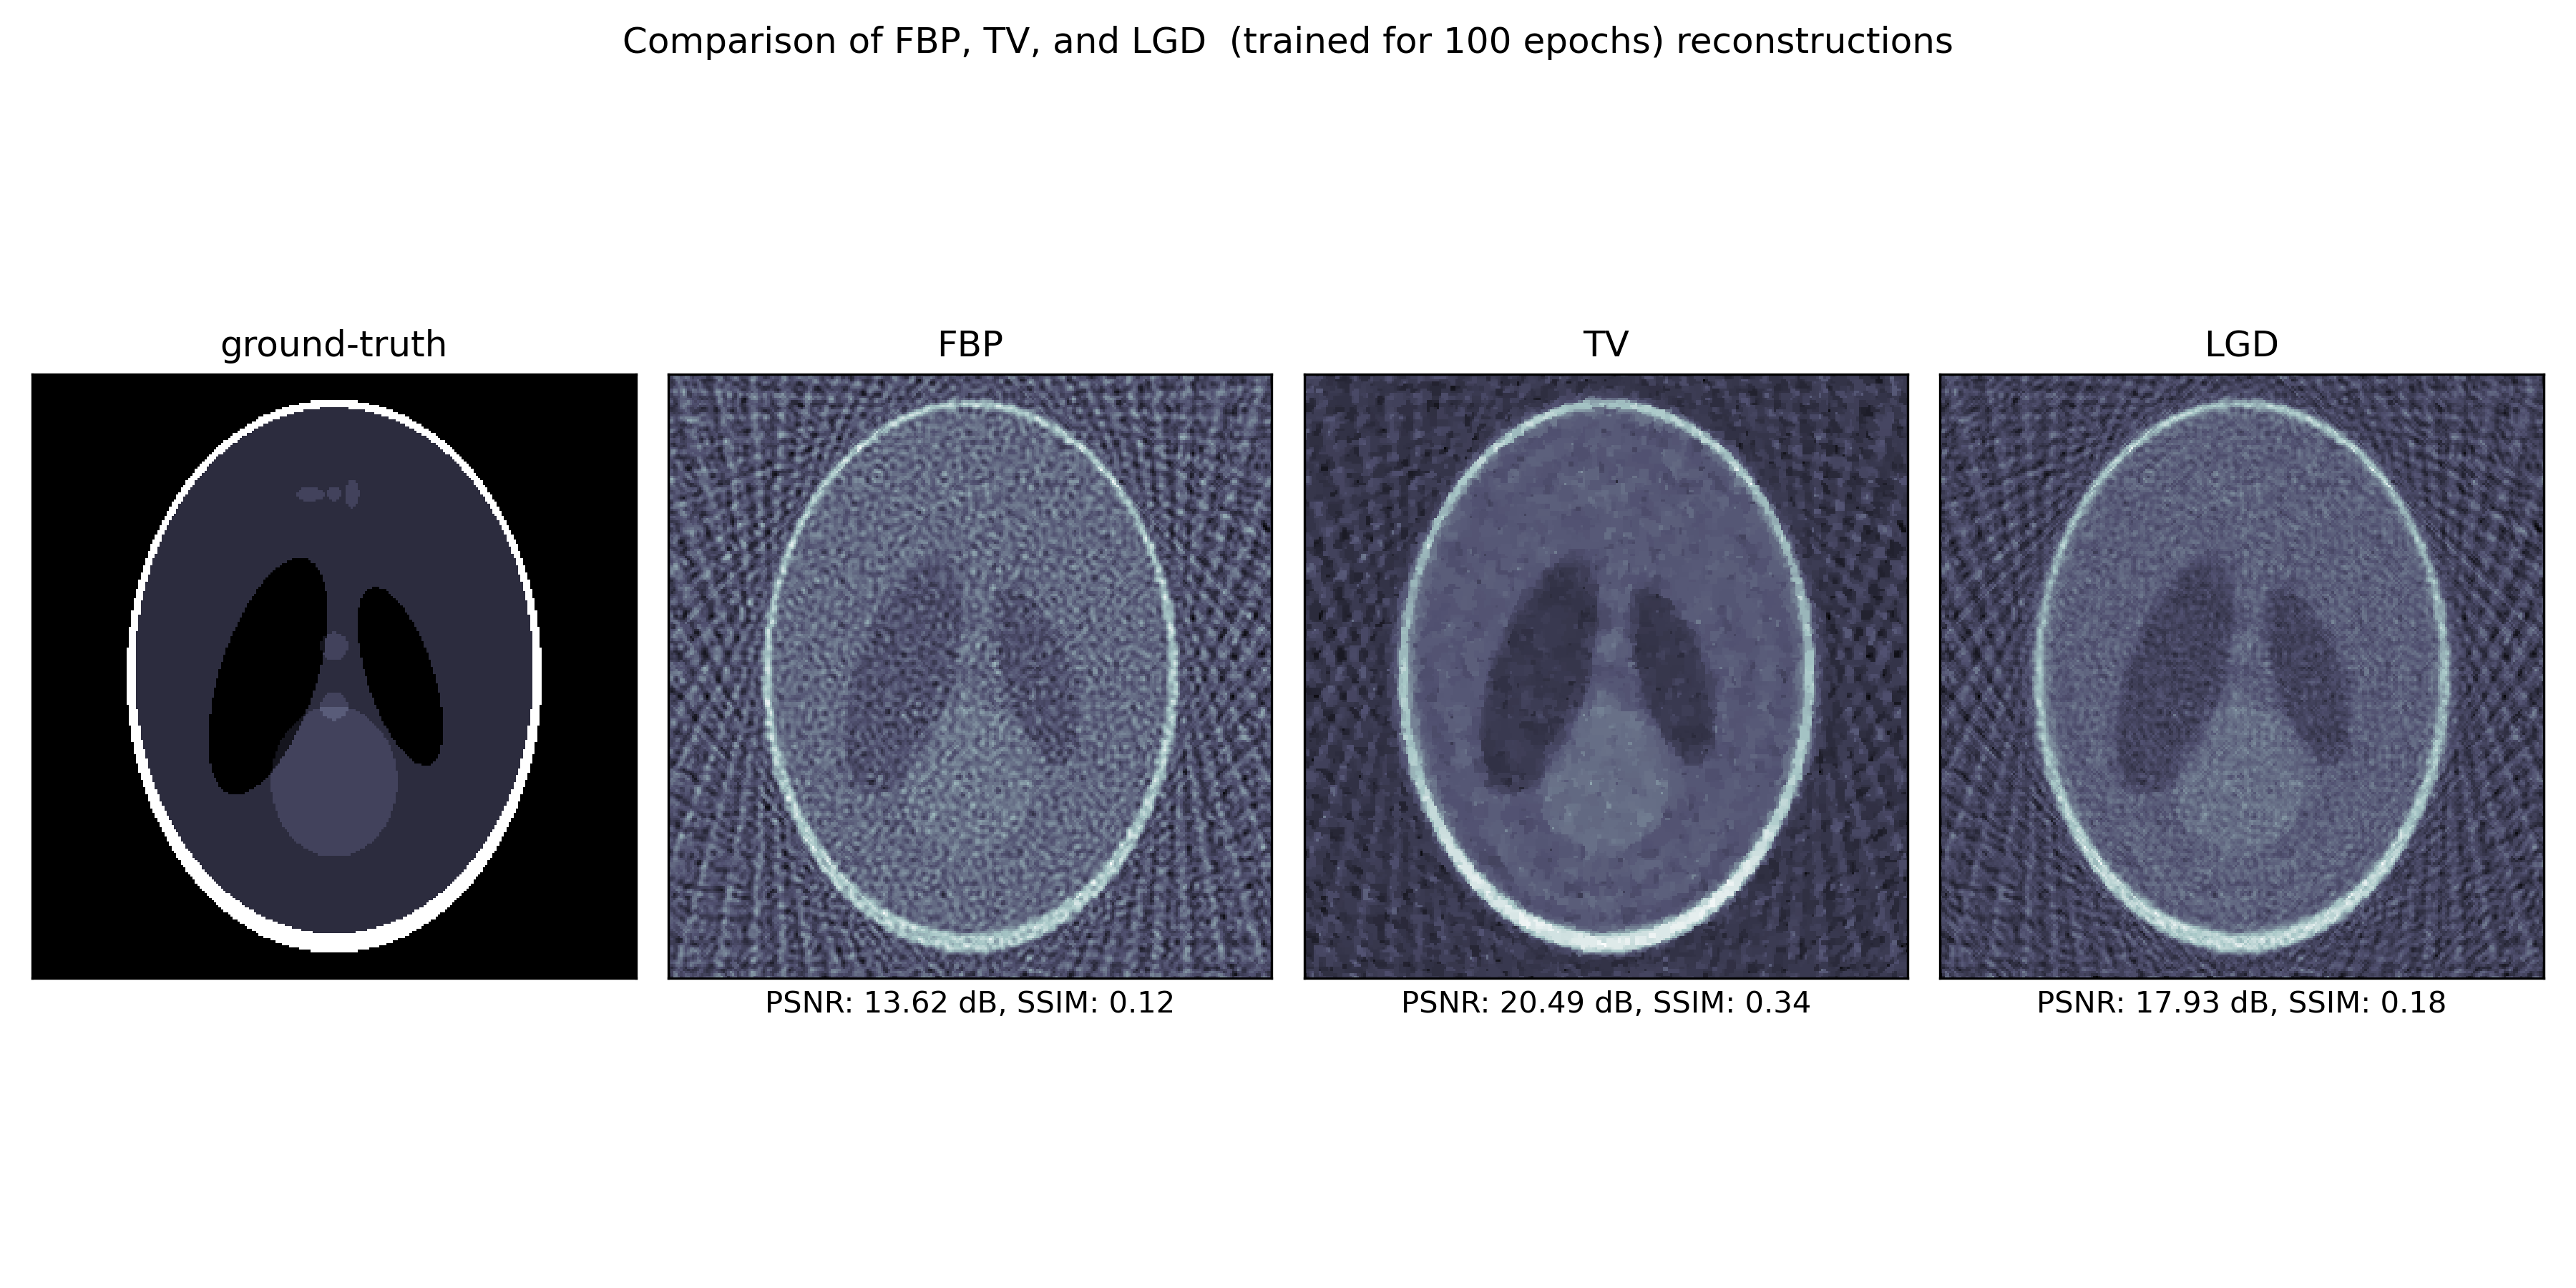 Comparison of FBP, TV, and LGD  (trained for 100 epochs) reconstructions
ground-truth
FBP
TV
LGD
PSNR: 13.62 dB, SSIM: 0.12
PSNR: 20.49 dB, SSIM: 0.34
PSNR: 17.93 dB, SSIM: 0.18